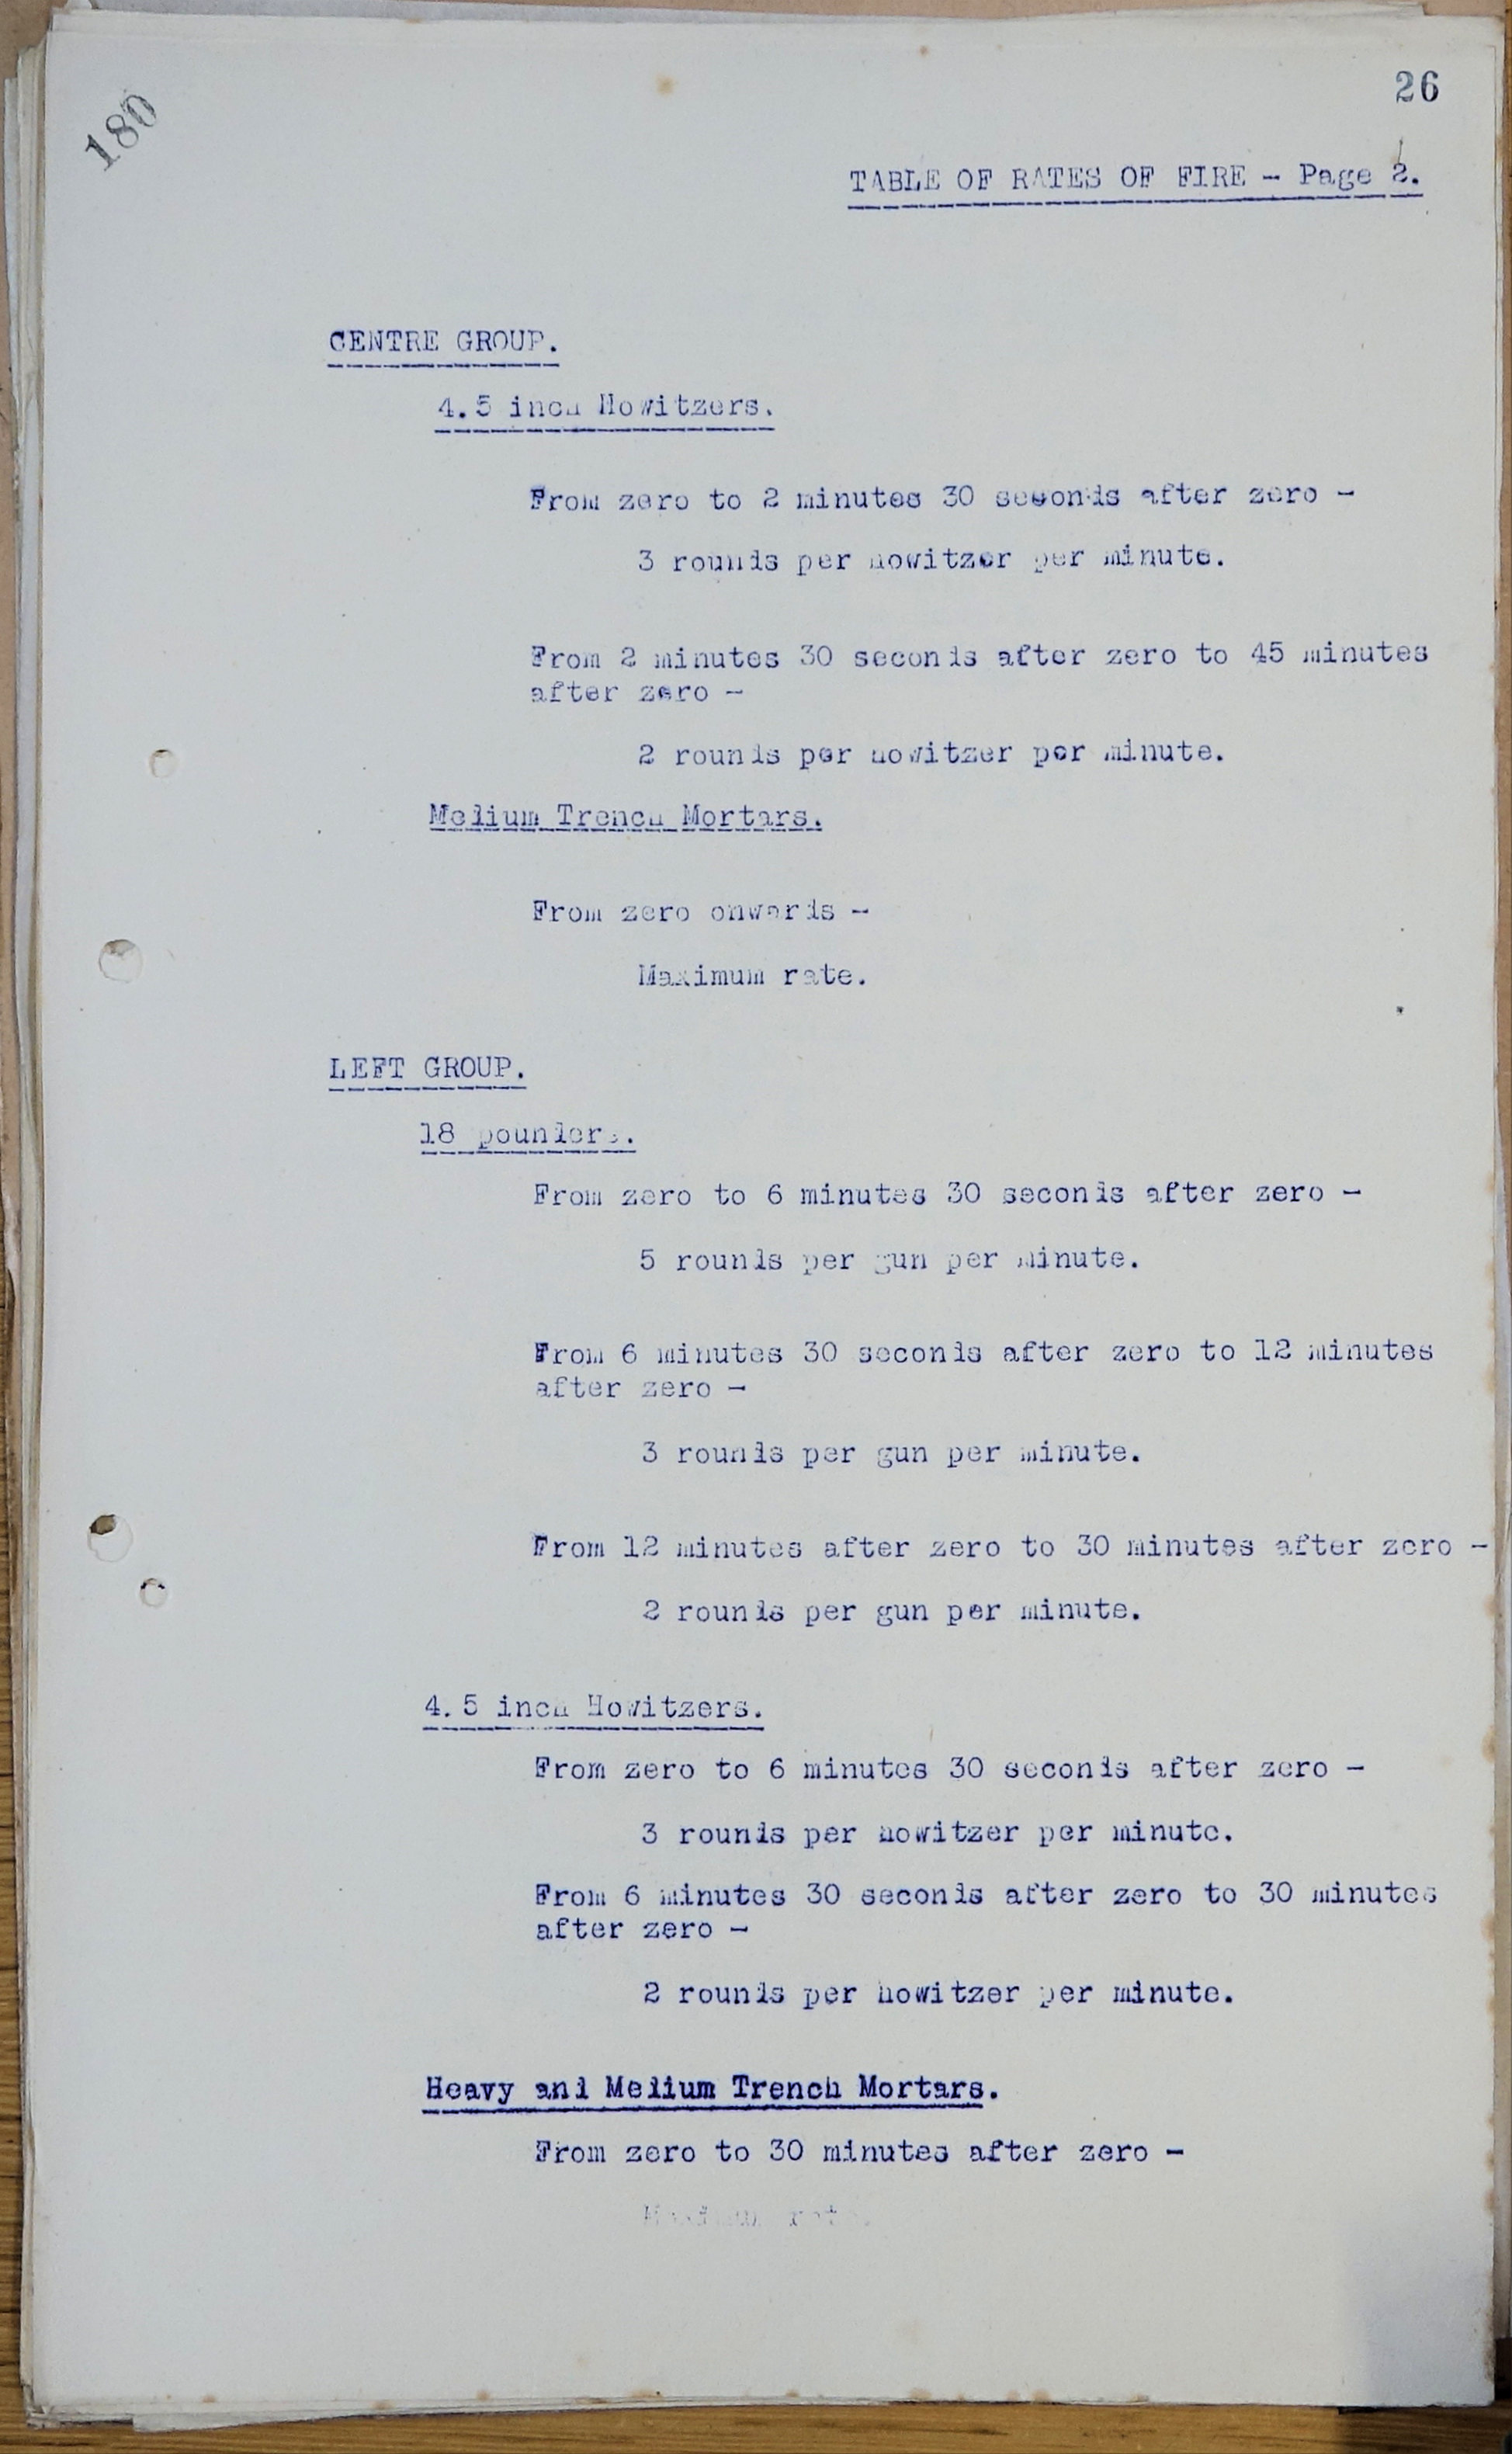 180
26
TABLE OF RATES OF FIRE - Page 2.
CENTRE GROUP.
4.5 inch Howitzers.
From zero to 2 minutes 30 seconds after zero -
3 rounds per howitzer per minute.
From 2 minutes 30 seconds after zero to 45 minutes
after zero -
2 rounds per howitzer per minute.
Medium Trench Mortars.
From zero onwards -
Maximum rate.
LEFT GROUP.
18 pounders.
From zero to 6 minutes 30 seconds after zero -
5 rounds per gun per minute.
From 6 minutes 30 seconds after zero to 12 minutes
after zero -
3 rounds per gun per minute.
From 12 minutes after zero to 30 minutes after zero -
2 rounds per gun per minute.
4.5 inch Howitzers.
From zero to 6 minutes 30 seconds after zero -
3 rounds per howitzer per minute.
From 6 minutes 30 seconds after zero to 30 minutes
after zero -
2 rounds per howitzer per minute.
Heavy and Medium Trench Mortars.
From zero to 30 minutes after zero -